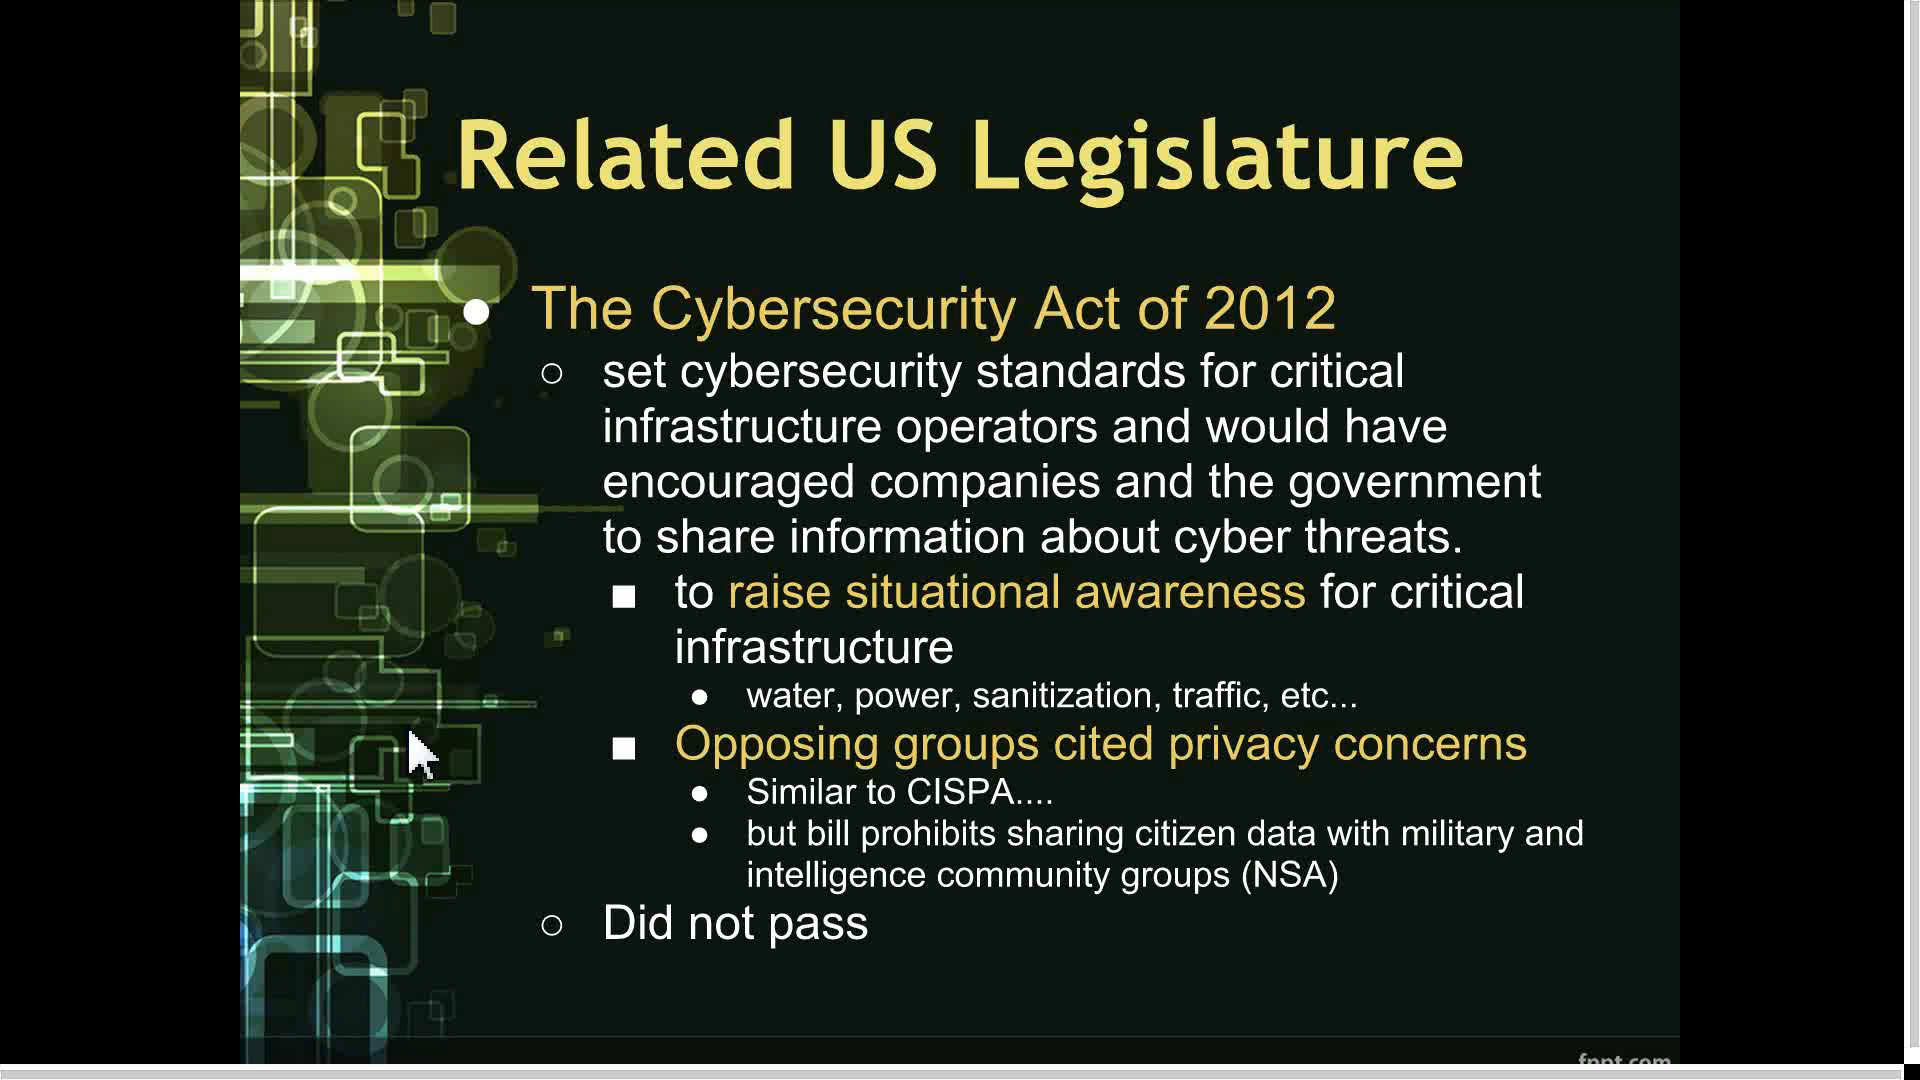 Related US Legislature
● The Cybersecurity Act of 2012
○ set cybersecurity standards for critical
infrastructure operators and would have
encouraged companies and the government
to share information about cyber threats.
■ to raise situational awareness for critical
infrastructure
● water, power, sanitization, traffic, etc...
■ Opposing groups cited privacy concerns
● Similar to CISPA....
● but bill prohibits sharing citizen data with military and
intelligence community groups (NSA)
○ Did not pass
fppt.com